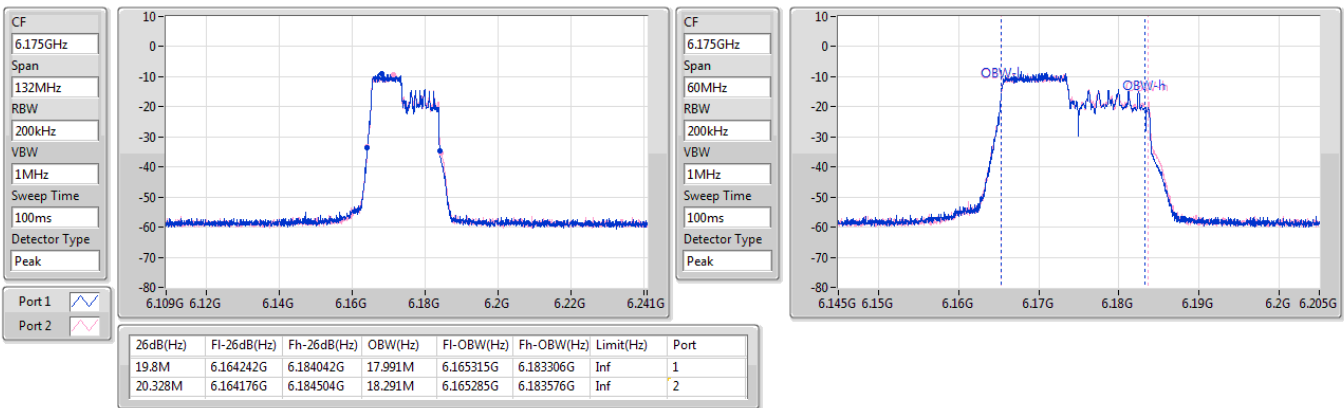 CF
6.175GHz
Span
132MHz
RBW
200kHz
VBW
1MHz
Sweep Time
100ms
Detector Type
Peak
Port 1
Port 2
10
0
-10
-20
-30
-40
-50
-60
-70
-80
6.109G 6.12G 6.14G 6.16G 6.18G 6.2G 6.22G 6.241G
CF
6.175GHz
Span
60MHz
RBW
200kHz
VBW
1MHz
Sweep Time
100ms
Detector Type
Peak
10
0
-10
-20
-30
-40
-50
-60
-70
-80
OBW-l
OBW-h
6.145G 6.15G 6.16G 6.17G 6.18G 6.19G 6.2G 6.205G
26dB(Hz) Fl-26dB(Hz) Fh-26dB(Hz) OBW(Hz) Fl-OBW(Hz) Fh-OBW(Hz) Limit(Hz) Port
19.8M 6.164242G 6.184042G 17.991M 6.165315G 6.183306G Inf 1
20.328M 6.164176G 6.184504G 18.291M 6.165285G 6.183576G Inf 2